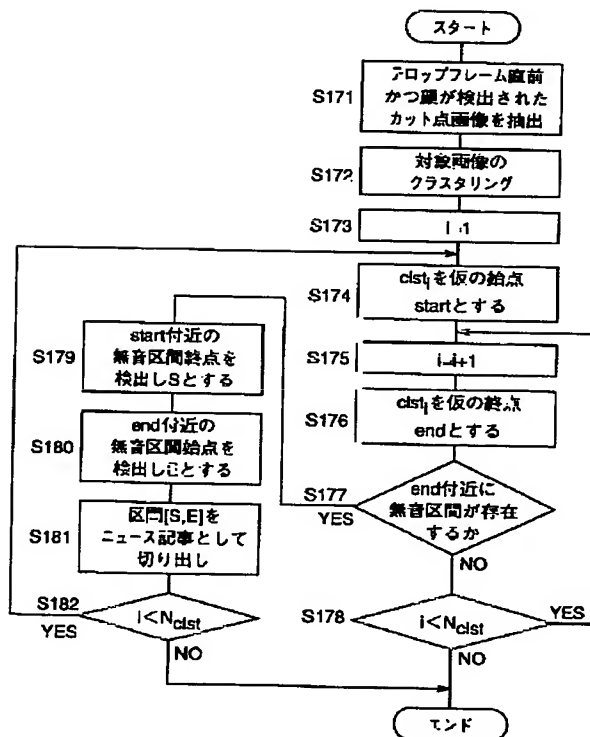 スタート
S171
テロップフレーム直前
かつ顔が検出された
カット点画像を抽出
S172
対象画像の
クラスタリング
S173
i=1
S174
clstiを仮の始点
startとする
S175
i=i+1
S176
clstiを仮の終点
endとする
S177
YES
end付近に
無音区間が存在
するか
NO
S178
i<Nclst
YES
NO
S179
start付近の
無音区間終点を
検出しSとする
S180
end付近の
無音区間始点を
検出しEとする
S181
区間[S,E]を
ニュース記事として
切り出し
S182
YES
i<Nclst
NO
エンド